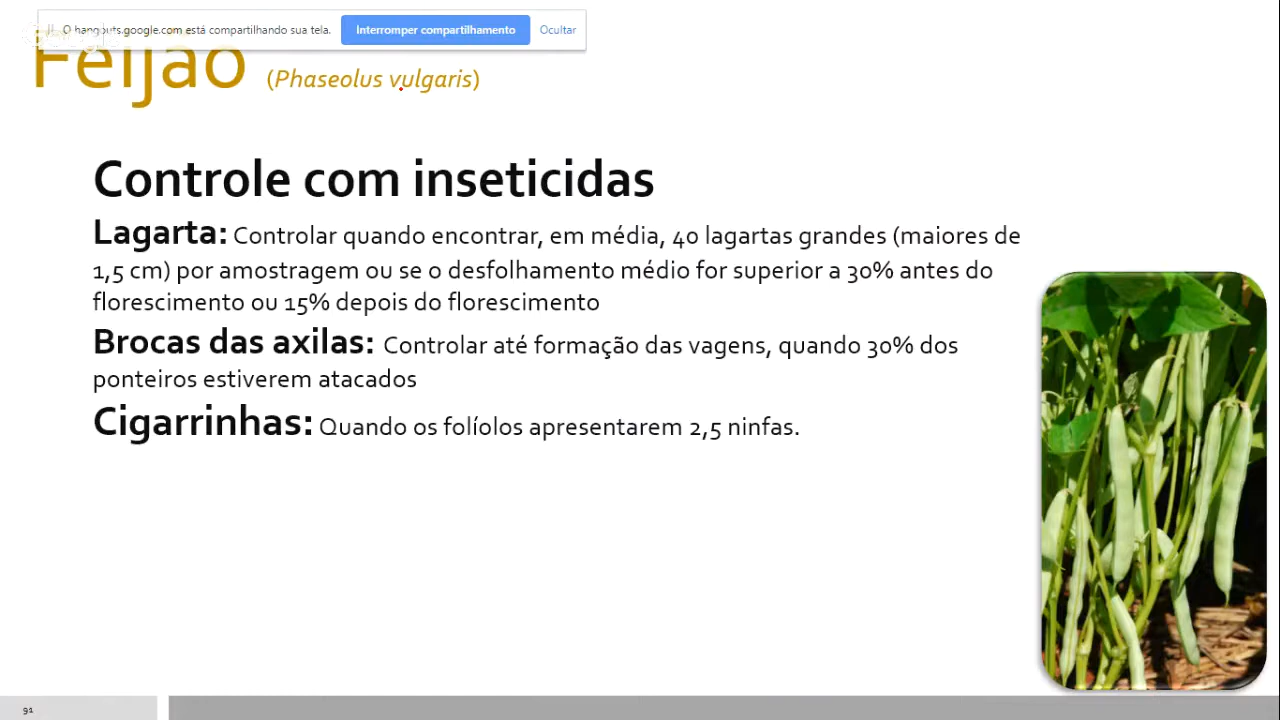 O hangouts.google.com está compartilhando sua tela. Interromper compartilhamento Ocultar
Feijão (Phaseolus vulgaris)
Controle com inseticidas
Lagarta: Controlar quando encontrar, em média, 40 lagartas grandes (maiores de
1,5 cm) por amostragem ou se o desfolhamento médio for superior a 30% antes do
florescimento ou 15% depois do florescimento
Brocas das axilas: Controlar até formação das vagens, quando 30% dos
ponteiros estiverem atacados
Cigarrinhas: Quando os folíolos apresentarem 2,5 ninfas.
91